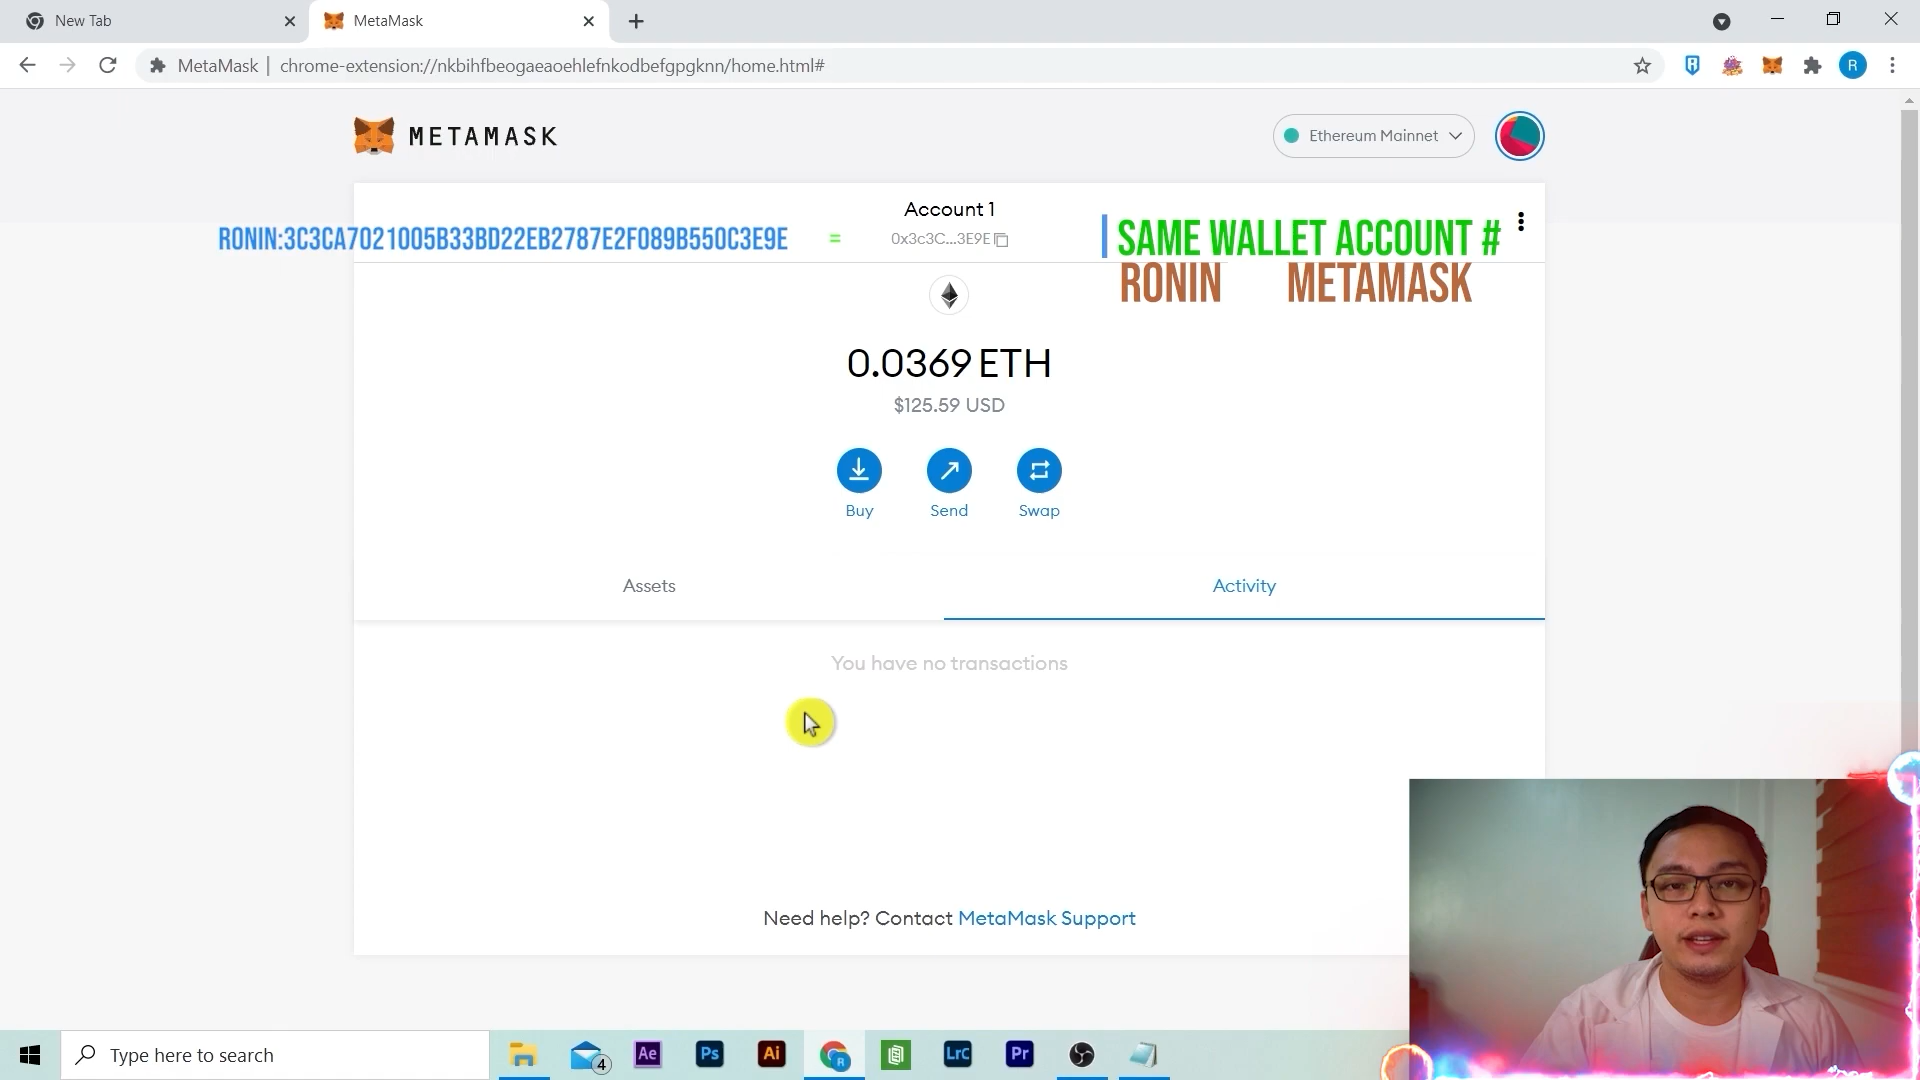 New Tab
MetaMask
MetaMask | chrome-extension://nkbihfbeogaeaoehlefnkodbefgpgknn/home.html#
R
METAMASK
Ethereum Mainnet
Account 1
RONIN:3C3CA7021005B33BD22EB2787E2F089B550C3E9E
=
0x3c3C...3E9E
SAME WALLET ACCOUNT #
RONIN METAMASK
0.0369 ETH
$125.59 USD
Buy
Send
Swap
Assets
Activity
You have no transactions
Need help? Contact MetaMask Support
Type here to search
4
Ae
Ps
Ai
R
LrC
Pr